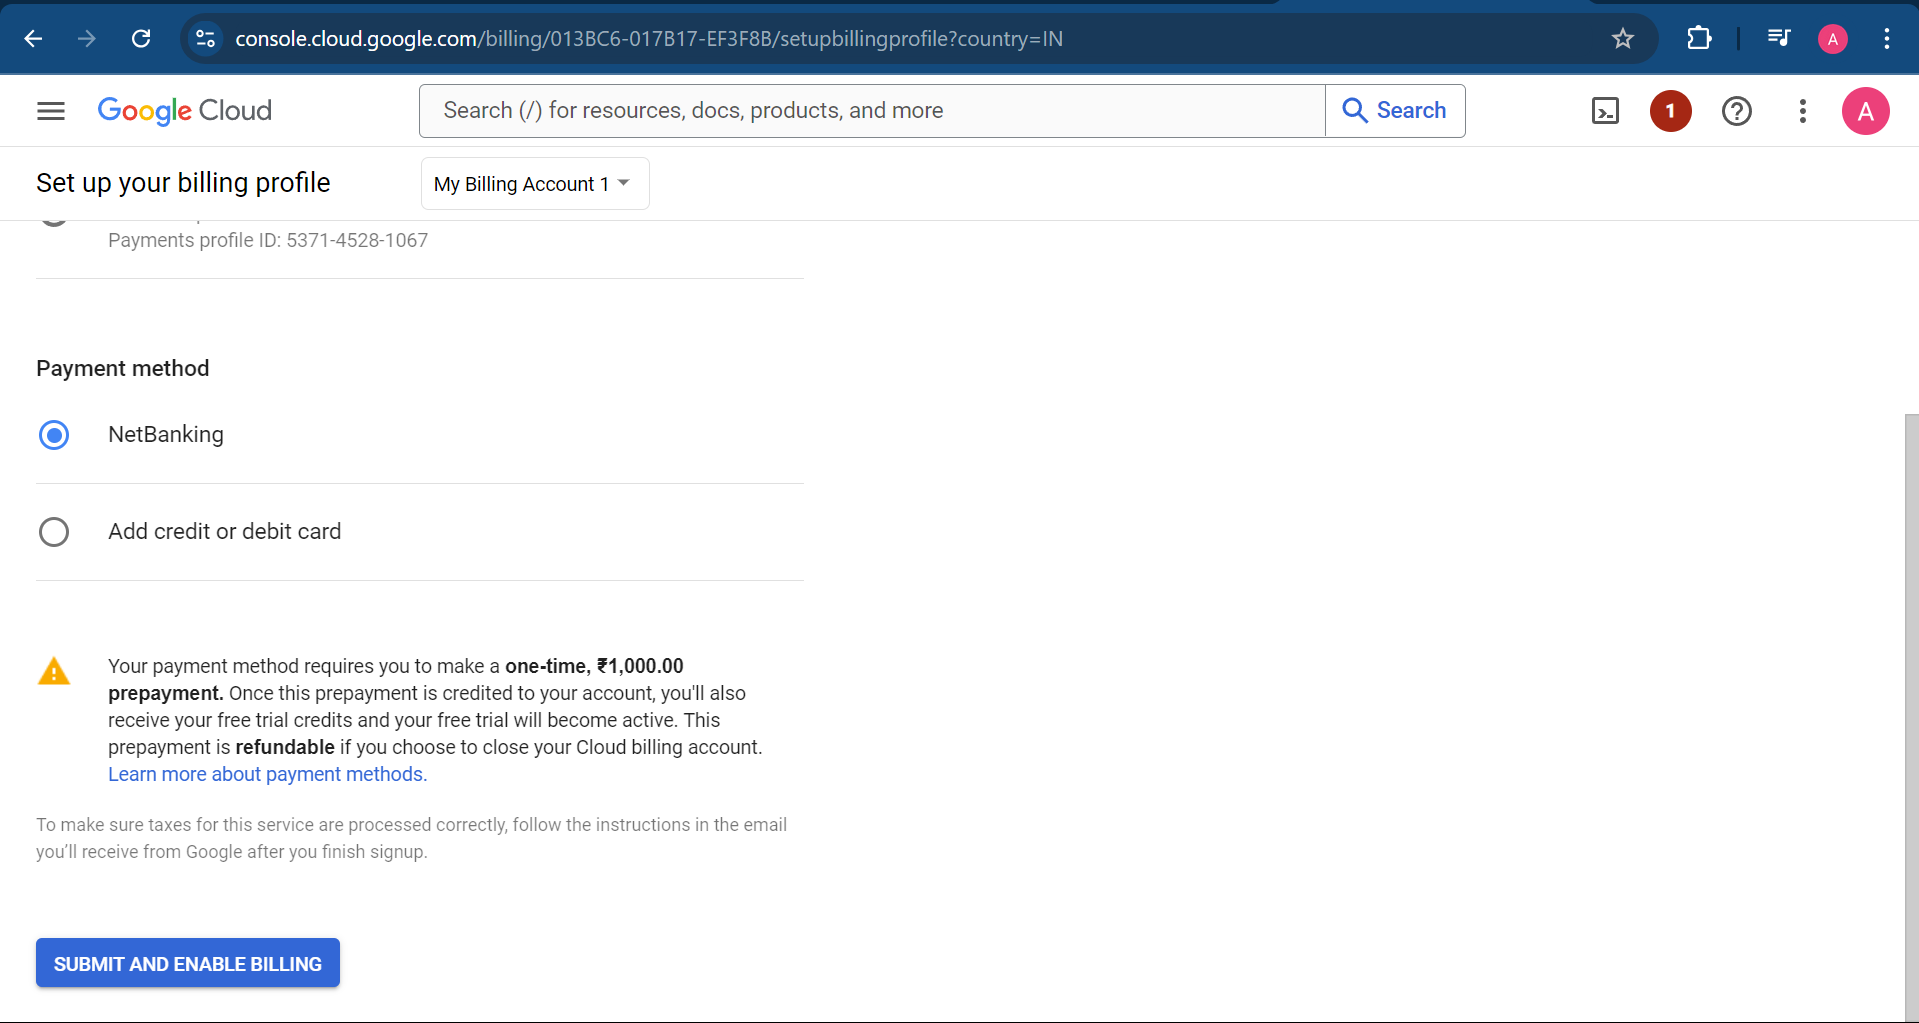 console.cloud.google.com/billing/013BC6-017B17-EF3F8B/setupbillingprofile?country=IN
A
Google Cloud
Search (/) for resources, docs, products, and more
Search
1
A
Set up your billing profile
My Billing Account 1
Payments profile ID: 5371-4528-1067
Payment method
NetBanking
Add credit or debit card
Your payment method requires you to make a one-time, ₹1,000.00
prepayment. Once this prepayment is credited to your account, you'll also
receive your free trial credits and your free trial will become active. This
prepayment is refundable if you choose to close your Cloud billing account.
Learn more about payment methods.
To make sure taxes for this service are processed correctly, follow the instructions in the email
you’ll receive from Google after you finish signup.
SUBMIT AND ENABLE BILLING